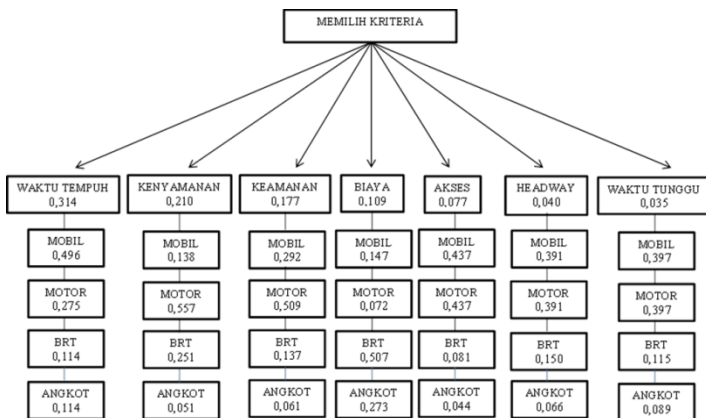 MEMILIH KRITERIA
WAKTU TEMPUH
0,314
KENYAMANAN
0,210
KEAMANAN
0,177
BIAYA
0,109
AKSES
0,077
HEADWAY
0,040
WAKTU TUNGGU
0,035
MOBIL
0,496
MOBIL
0,138
MOBIL
0,292
MOBIL
0,147
MOBIL
0,437
MOBIL
0,391
MOBIL
0,397
MOTOR
0,275
MOTOR
0,557
MOTOR
0,509
MOTOR
0,072
MOTOR
0,437
MOTOR
0,391
MOTOR
0,397
BRT
0,114
BRT
0,251
BRT
0,137
BRT
0,507
BRT
0,081
BRT
0,150
BRT
0,115
ANGKOT
0,114
ANGKOT
0,051
ANGKOT
0,061
ANGKOT
0,273
ANGKOT
0,044
ANGKOT
0,066
ANGKOT
0,089